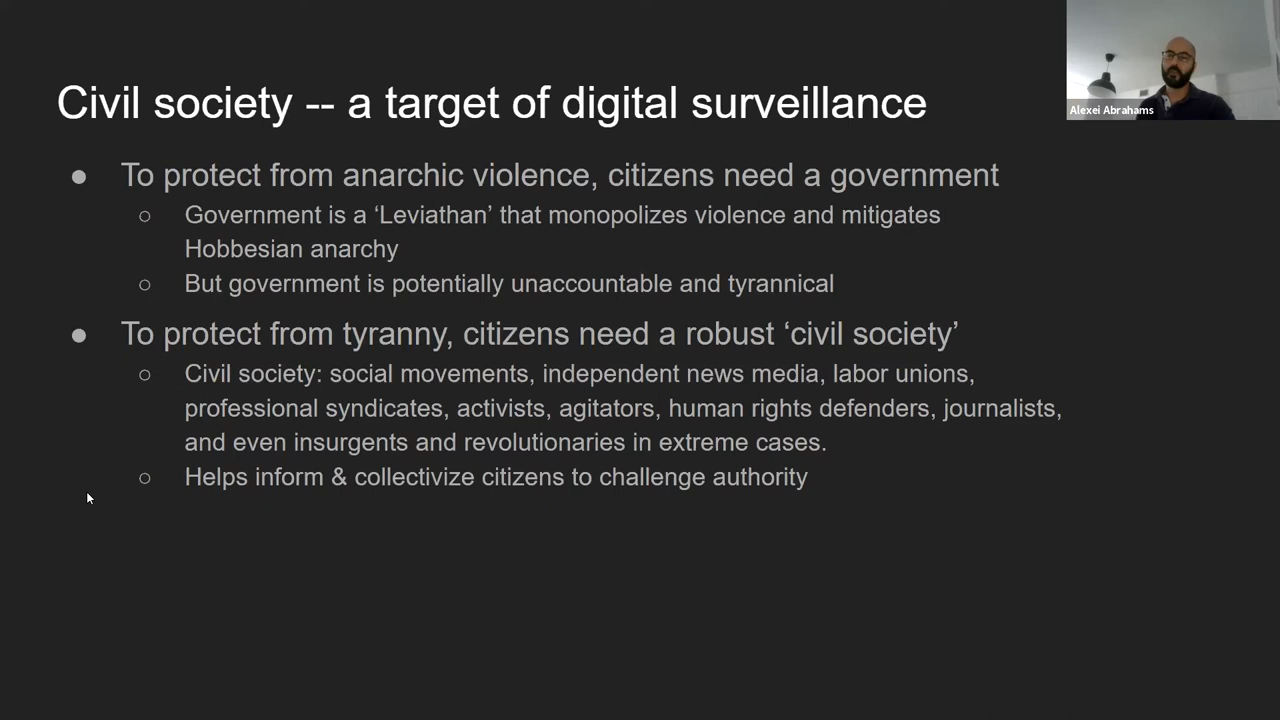 Civil society -- a target of digital surveillance
Alexei Abrahams
● To protect from anarchic violence, citizens need a government
○ Government is a ‘Leviathan’ that monopolizes violence and mitigates
Hobbesian anarchy
○ But government is potentially unaccountable and tyrannical
● To protect from tyranny, citizens need a robust ‘civil society’
○ Civil society: social movements, independent news media, labor unions,
professional syndicates, activists, agitators, human rights defenders, journalists,
and even insurgents and revolutionaries in extreme cases.
○ Helps inform & collectivize citizens to challenge authority